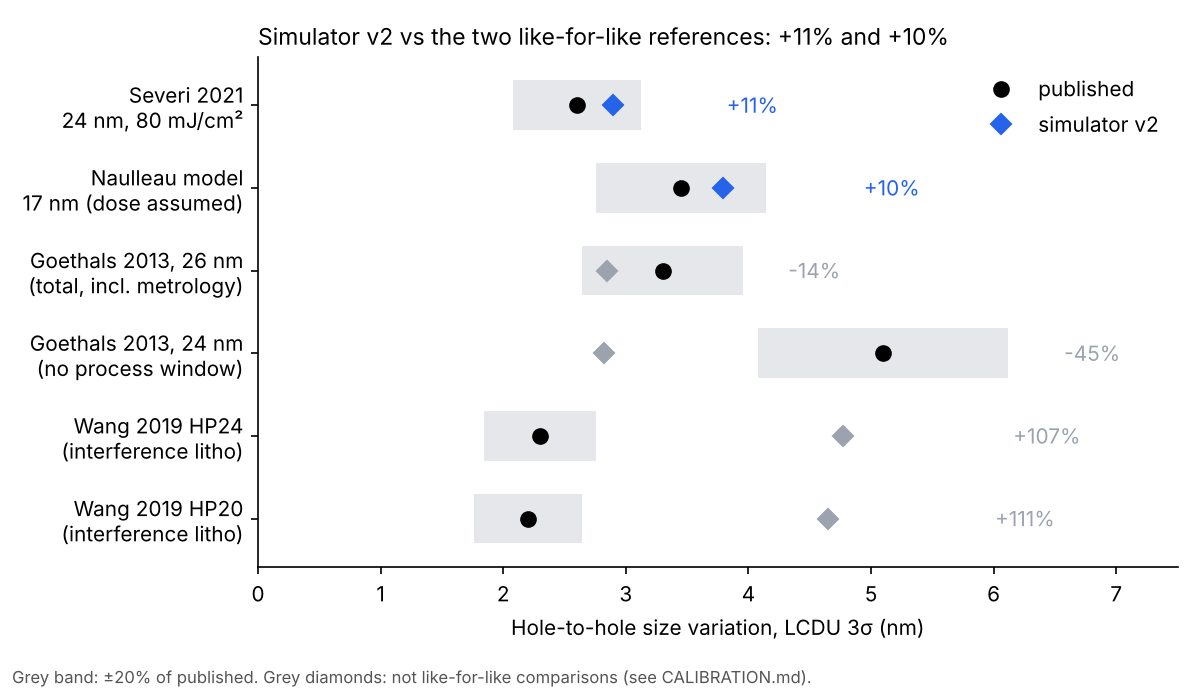 Simulator v2 vs the two like-for-like references: +11% and +10%
Severi 2021
24 nm, 80 mJ/cm²
+11%
published
simulator v2
Naulleau model
17 nm (dose assumed)
+10%
Goethals 2013, 26 nm
(total, incl. metrology)
-14%
Goethals 2013, 24 nm
(no process window)
-45%
Wang 2019 HP24
(interference litho)
+107%
Wang 2019 HP20
(interference litho)
+111%
0 1 2 3 4 5 6 7
Hole-to-hole size variation, LCDU 3σ (nm)
Grey band: ±20% of published. Grey diamonds: not like-for-like comparisons (see CALIBRATION.md).